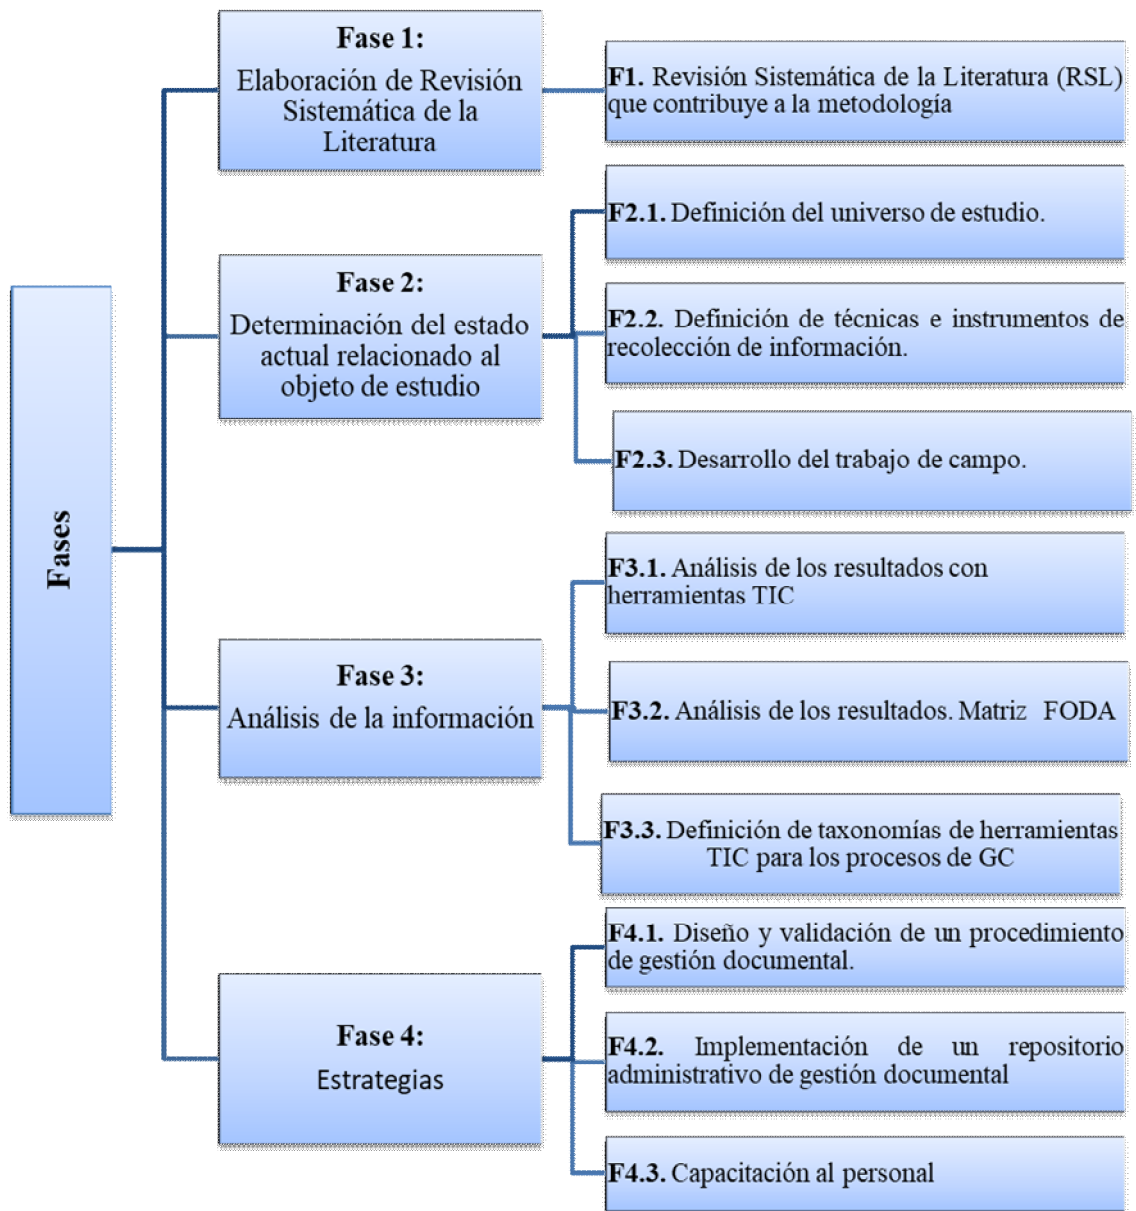 Fases
Fase 1:
Elaboración de Revisión
Sistemática de la
Literatura
F1. Revisión Sistemática de la Literatura (RSL)
que contribuye a la metodología
Fase 2:
Determinación del estado
actual relacionado al
objeto de estudio
F2.1. Definición del universo de estudio.
F2.2. Definición de técnicas e instrumentos de
recolección de información.
F2.3. Desarrollo del trabajo de campo.
Fase 3:
Análisis de la información
F3.1. Análisis de los resultados con
herramientas TIC
F3.2. Análisis de los resultados. Matriz FODA
F3.3. Definición de taxonomías de herramientas
TIC para los procesos de GC
Fase 4:
Estrategias
F4.1. Diseño y validación de un procedimiento
de gestión documental.
F4.2. Implementación de un repositorio
administrativo de gestión documental
F4.3. Capacitación al personal